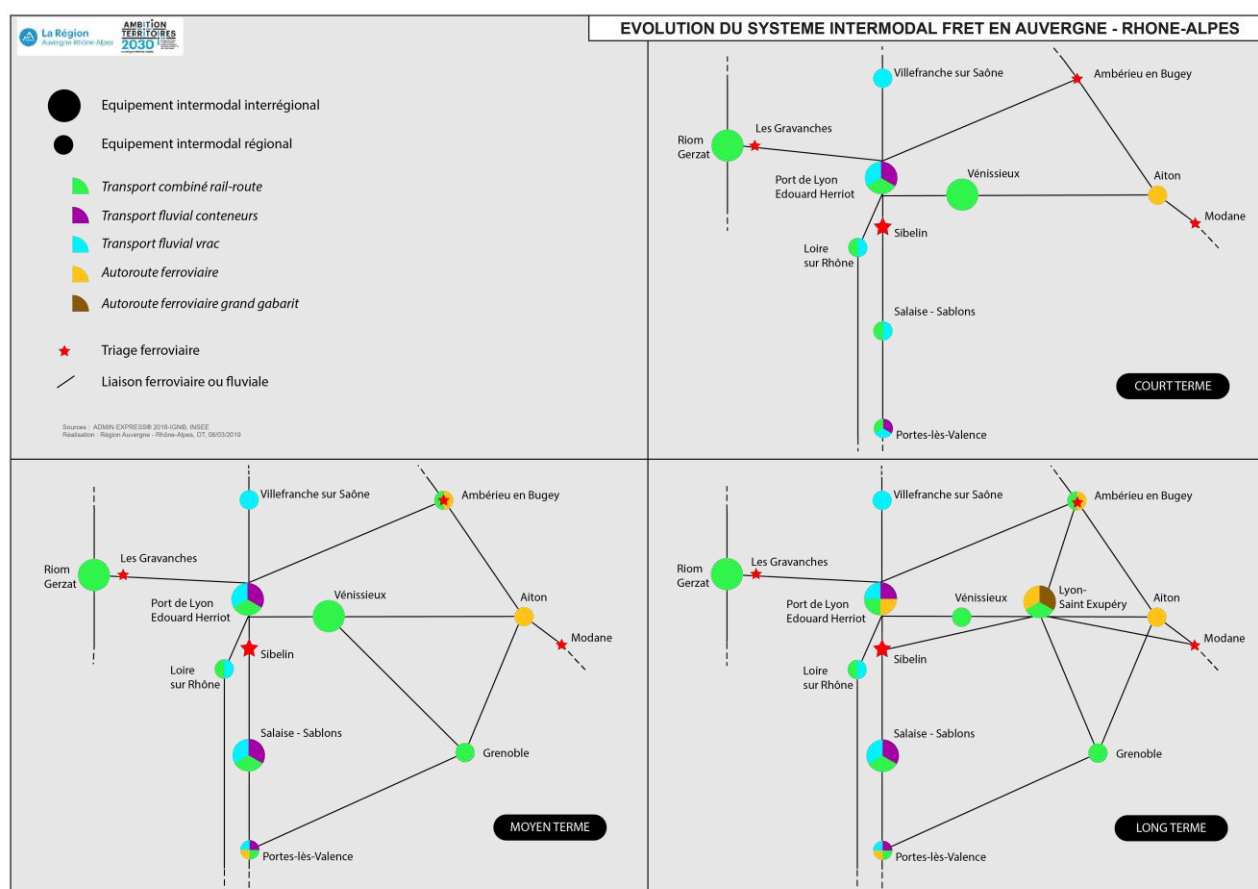 La Région
Auvergne-Rhône-Alpes
AMBITION
TERRITOIRES
2030
EVOLUTION DU SYSTEME INTERMODAL FRET EN AUVERGNE - RHONE-ALPES
Equipement intermodal interrégional
Equipement intermodal régional
Transport combiné rail-route
Transport fluvial conteneurs
Transport fluvial vrac
Autoroute ferroviaire
Autoroute ferroviaire grand gabarit
Triage ferroviaire
Liaison ferroviaire ou fluviale
Sources : ADMIN EXPRESS® 2018-IGN©, INSEE
Réalisation : Région Auvergne - Rhône-Alpes, DT, 06/03/2019
Villefranche sur Saône
Ambérieu en Bugey
Les Gravanches
Riom
Gerzat
Port de Lyon
Edouard Herriot
Vénissieux
Aiton
Modane
Sibelin
Loire
sur Rhône
Salaise - Sablons
COURT TERME
Portes-lès-Valence
Villefranche sur Saône
Ambérieu en Bugey
Les Gravanches
Riom
Gerzat
Port de Lyon
Edouard Herriot
Vénissieux
Aiton
Modane
Sibelin
Loire
sur Rhône
Salaise - Sablons
Grenoble
MOYEN TERME
Portes-lès-Valence
Villefranche sur Saône
Ambérieu en Bugey
Les Gravanches
Riom
Gerzat
Port de Lyon
Edouard Herriot
Vénissieux
Lyon-
Saint Exupéry
Aiton
Modane
Sibelin
Loire
sur Rhône
Salaise - Sablons
Grenoble
LONG TERME
Portes-lès-Valence